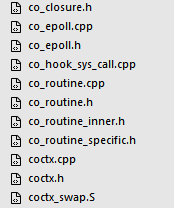 co_closure.h
co_epoll.cpp
co_epoll.h
co_hook_sys_call.cpp
co_routine.cpp
co_routine.h
co_routine_inner.h
co_routine_specific.h
coctx.cpp
coctx.h
coctx_swap.S